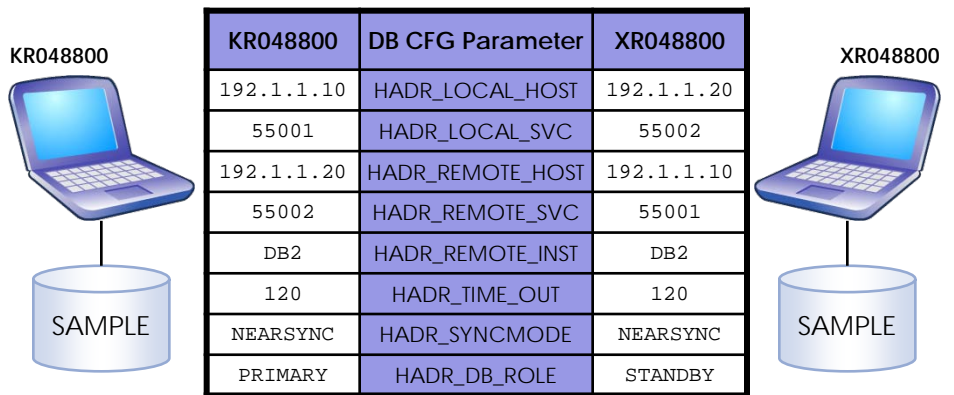 KR048800
KR048800 DB CFG Parameter XR048800
XR048800
192.1.1.10 HADR_LOCAL_HOST 192.1.1.20
55001 HADR_LOCAL_SVC 55002
192.1.1.20 HADR_REMOTE_HOST 192.1.1.10
55002 HADR_REMOTE_SVC 55001
DB2 HADR_REMOTE_INST DB2
120 HADR_TIME_OUT 120
NEARSYNC HADR_SYNCMODE NEARSYNC
PRIMARY HADR_DB_ROLE STANDBY
SAMPLE
SAMPLE